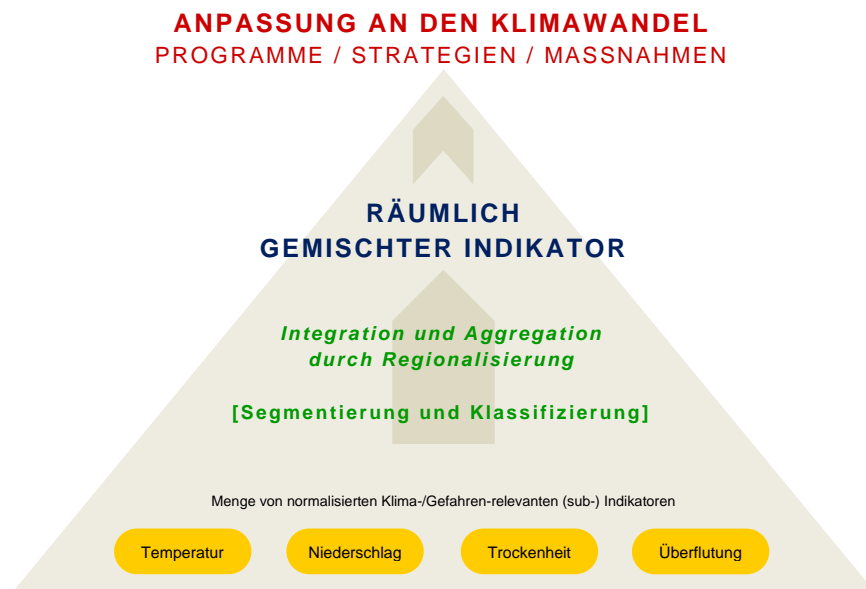 ANPASSUNG AN DEN KLIMAWANDEL
PROGRAMME / STRATEGIEN / MASSNAHMEN
RÄUMLICH
GEMISCHTER INDIKATOR
Integration und Aggregation
durch Regionalisierung
[Segmentierung und Klassifizierung]
Menge von normalisierten Klima-/Gefahren-relevanten (sub-) Indikatoren
Temperatur
Niederschlag
Trockenheit
Überflutung